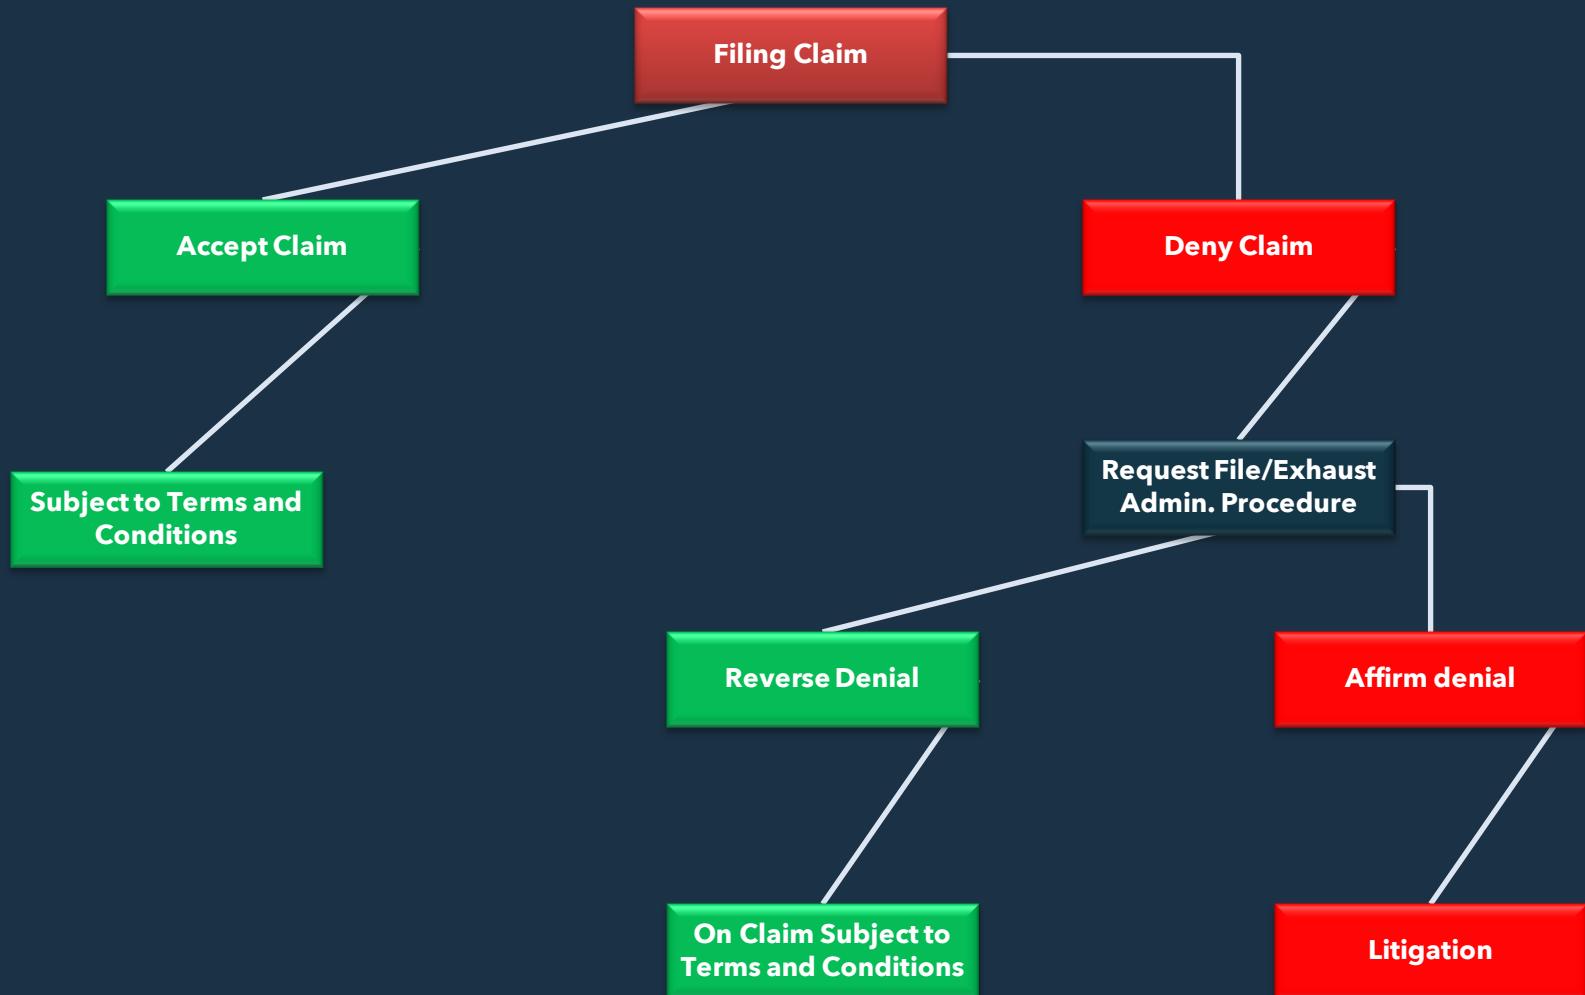 Filing Claim
Accept Claim
Deny Claim
Request File/Exhaust
Admin. Procedure
Subject to Terms and
Conditions
Reverse Denial
Affirm denial
On Claim Subject to
Terms and Conditions
Litigation